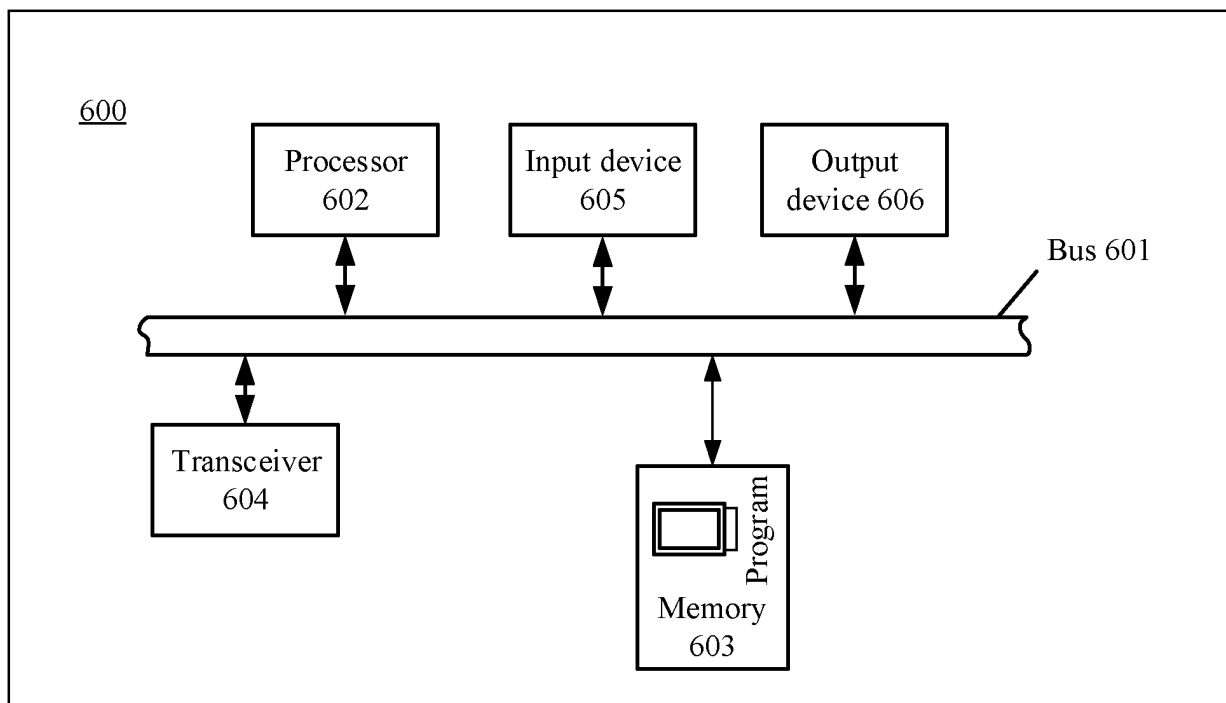 600
Processor
602
Input device
605
Output
device 606
Bus 601
Transceiver
604
Program
Memory
603